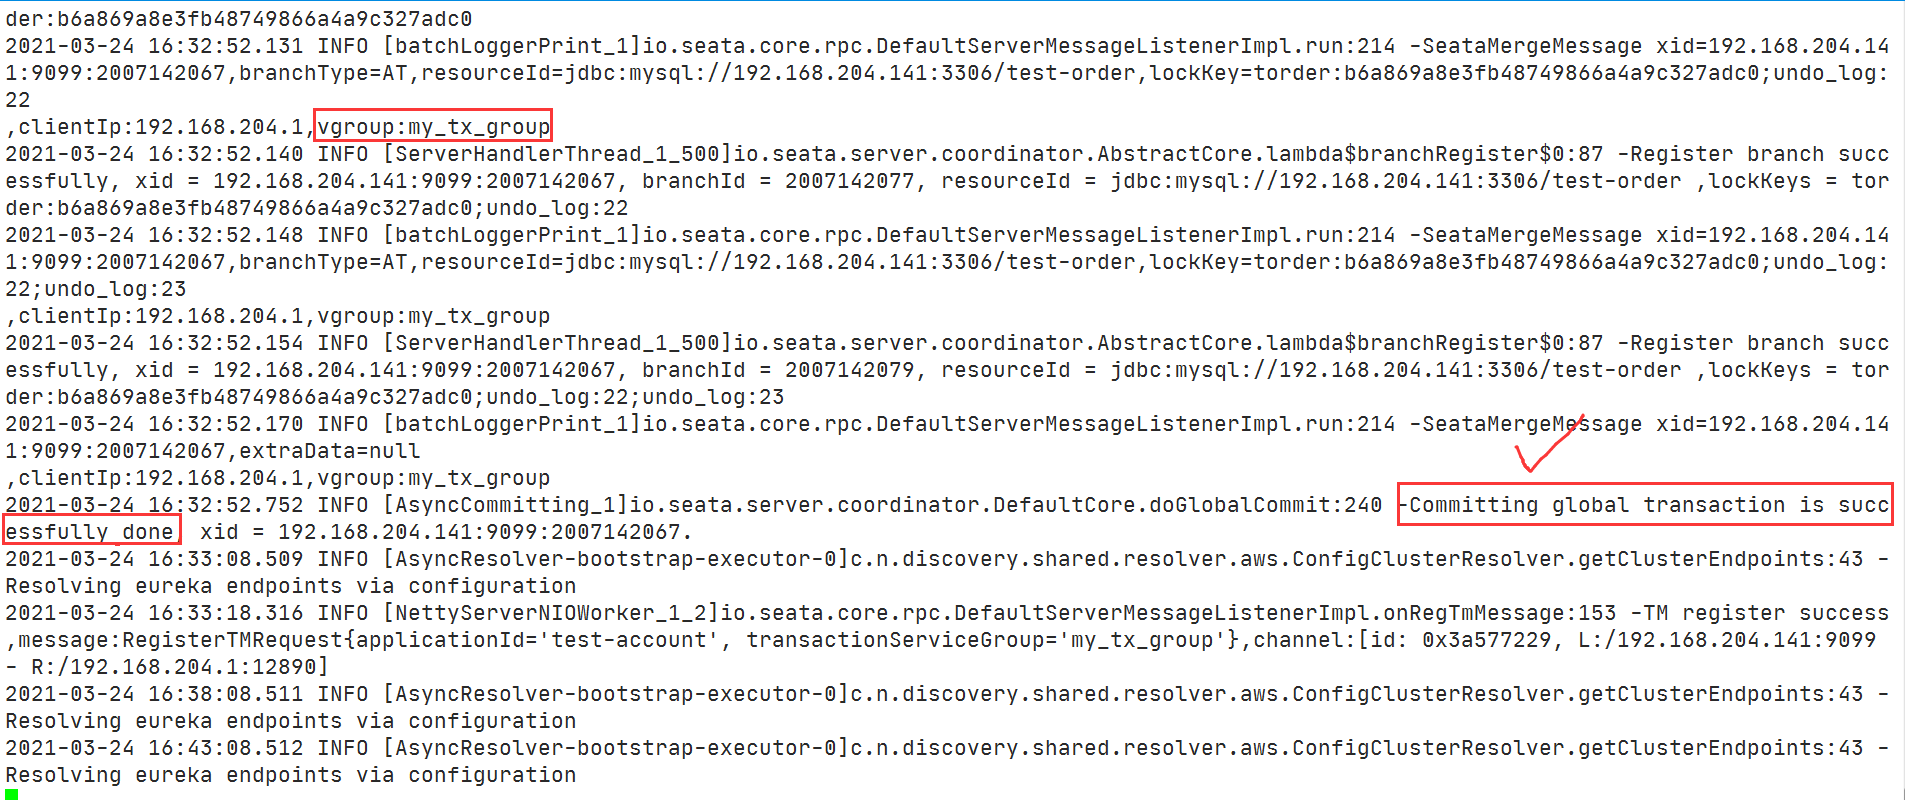 der:b6a869a8e3fb48749866a4a9c327adc0
2021-03-24 16:32:52.131 INFO [batchLoggerPrint_1]io.seata.core.rpc.DefaultServerMessageListenerImpl.run:214 -SeataMergeMessage xid=192.168.204.14
1:9099:2007142067,branchType=AT,resourceId=jdbc:mysql://192.168.204.141:3306/test-order,lockKey=torder:b6a869a8e3fb48749866a4a9c327adc0;undo_log:
22
,clientIp:192.168.204.1,vgroup:my_tx_group
2021-03-24 16:32:52.140 INFO [ServerHandlerThread_1_500]io.seata.server.coordinator.AbstractCore.lambda$branchRegister$0:87 -Register branch succ
essfully, xid = 192.168.204.141:9099:2007142067, branchId = 2007142077, resourceId = jdbc:mysql://192.168.204.141:3306/test-order ,lockKeys = tor
der:b6a869a8e3fb48749866a4a9c327adc0;undo_log:22
2021-03-24 16:32:52.148 INFO [batchLoggerPrint_1]io.seata.core.rpc.DefaultServerMessageListenerImpl.run:214 -SeataMergeMessage xid=192.168.204.14
1:9099:2007142067,branchType=AT,resourceId=jdbc:mysql://192.168.204.141:3306/test-order,lockKey=torder:b6a869a8e3fb48749866a4a9c327adc0;undo_log:
22;undo_log:23
,clientIp:192.168.204.1,vgroup:my_tx_group
2021-03-24 16:32:52.154 INFO [ServerHandlerThread_1_500]io.seata.server.coordinator.AbstractCore.lambda$branchRegister$0:87 -Register branch succ
essfully, xid = 192.168.204.141:9099:2007142067, branchId = 2007142079, resourceId = jdbc:mysql://192.168.204.141:3306/test-order ,lockKeys = tor
der:b6a869a8e3fb48749866a4a9c327adc0;undo_log:22;undo_log:23
2021-03-24 16:32:52.170 INFO [batchLoggerPrint_1]io.seata.core.rpc.DefaultServerMessageListenerImpl.run:214 -SeataMergeMessage xid=192.168.204.14
1:9099:2007142067,extraData=null
,clientIp:192.168.204.1,vgroup:my_tx_group
2021-03-24 16:32:52.752 INFO [AsyncCommitting_1]io.seata.server.coordinator.DefaultCore.doGlobalCommit:240 -Committing global transaction is succ
essfully done, xid = 192.168.204.141:9099:2007142067.
2021-03-24 16:33:08.509 INFO [AsyncResolver-bootstrap-executor-0]c.n.discovery.shared.resolver.aws.ConfigClusterResolver.getClusterEndpoints:43 -
Resolving eureka endpoints via configuration
2021-03-24 16:33:18.316 INFO [NettyServerNIOWorker_1_2]io.seata.core.rpc.DefaultServerMessageListenerImpl.onRegTmMessage:153 -TM register success
,message:RegisterTMRequest{applicationId='test-account', transactionServiceGroup='my_tx_group'},channel:[id: 0x3a577229, L:/192.168.204.141:9099
- R:/192.168.204.1:12890]
2021-03-24 16:38:08.511 INFO [AsyncResolver-bootstrap-executor-0]c.n.discovery.shared.resolver.aws.ConfigClusterResolver.getClusterEndpoints:43 -
Resolving eureka endpoints via configuration
2021-03-24 16:43:08.512 INFO [AsyncResolver-bootstrap-executor-0]c.n.discovery.shared.resolver.aws.ConfigClusterResolver.getClusterEndpoints:43 -
Resolving eureka endpoints via configuration